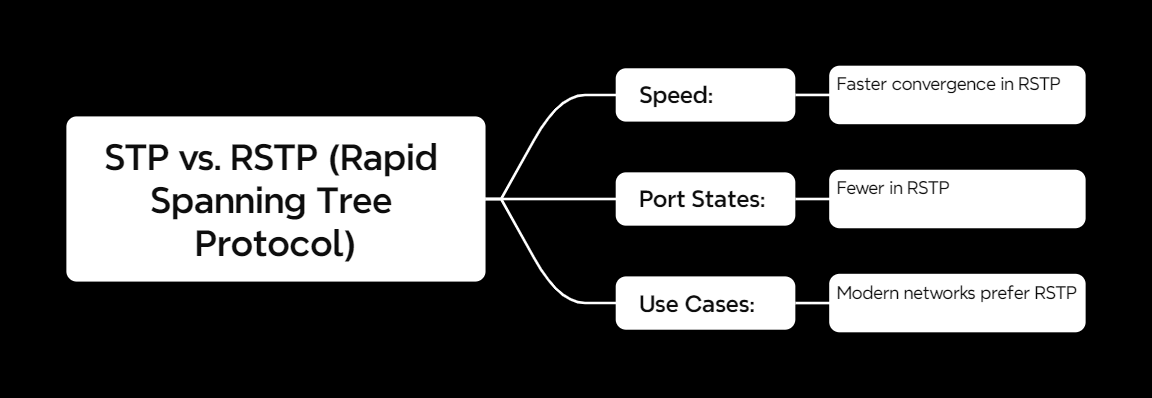 STP vs. RSTP (Rapid
Spanning Tree
Protocol)
Speed:
Faster convergence in RSTP
Port States:
Fewer in RSTP
Use Cases:
Modern networks prefer RSTP